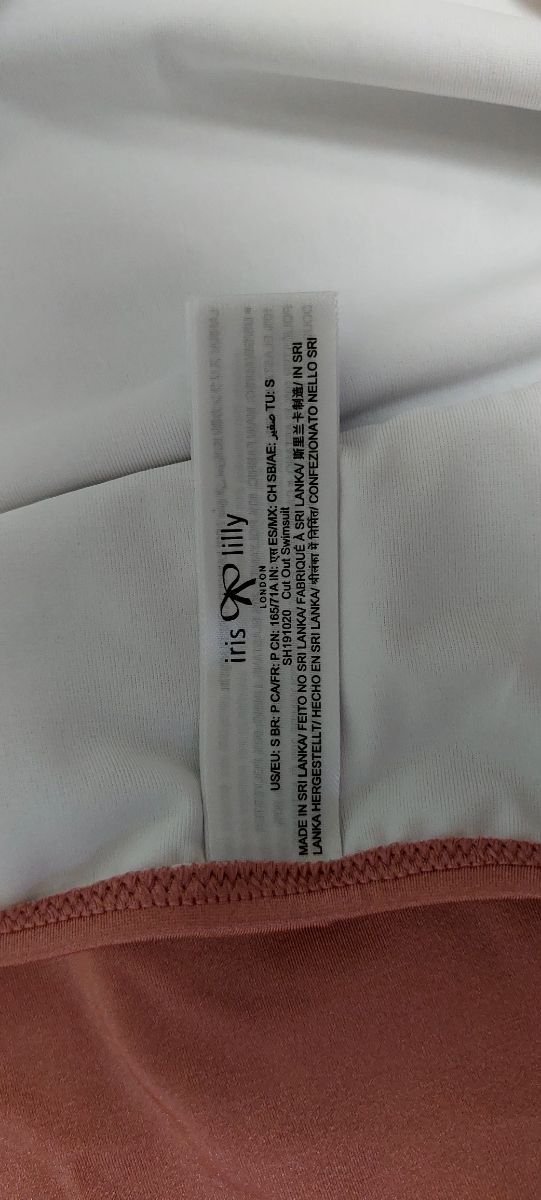 iris lilly
LONDON
US/EU: S BR: P CA/FR: P CN: 165/71A IN: एस ES/MX: CH SB/AE: صغير TU: S
SH191020 Cut Out Swimsuit
MADE IN SRI LANKA/ FEITO NO SRI LANKA/ FABRIQUÉ À SRI LANKA/ 斯里兰卡制造/ IN SRI
LANKA HERGESTELLT/ HECHO EN SRI LANKA/ श्रीलंका में निर्मित/ CONFEZIONATO NELLO SRI